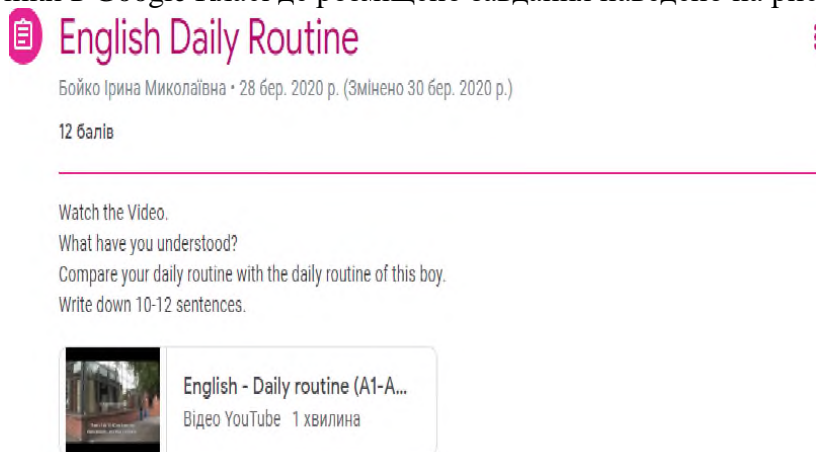 в Google
English Daily Routine
Бойко Ірина Миколаївна • 28 бер. 2020 р. (Змінено 30 бер. 2020 р.)
12 балів
Watch the Video.
What have you understood?
Compare your daily routine with the daily routine of this boy.
Write down 10-12 sentences.
English - Daily routine (A1-A...
Відео YouTube 1 хвилина